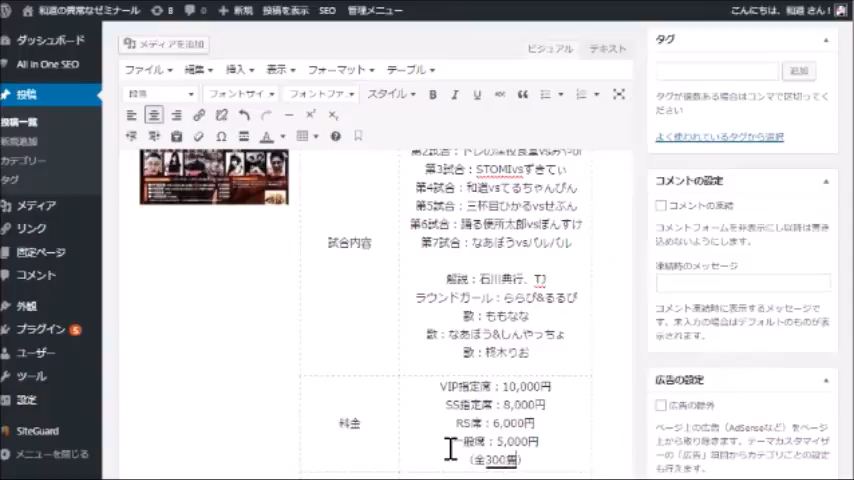 和道の異常なゼミナール 8 新規 投稿を表示 SEO 管理メニュー こんにちは、和道 さん！
ダッシュボード
All in One SEO
投稿
投稿一覧
新規追加
カテゴリー
タグ
メディア
リンク
固定ページ
コメント
外観
プラグイン 5
ユーザー
ツール
設定
SiteGuard
メニューを閉じる
メディアを追加
ビジュアル テキスト
ファイル 編集 挿入 表示 フォーマット テーブル
段落 フォントサイ フォントファ スタイル B I U ABC
試合内容
第3試合：STOMIvsずきてぃ
第4試合：和道vsてるちゃんぴん
第5試合：三杯目ひかるvsせぶん
第6試合：踊る便所太郎vsぽんすけ
第7試合：なあぼうvsバルバル
解説：石川典行、TJ
ラウンドガール：ららぴ&るるぴ
歌：ももなな
歌：なあぼう&しんやっちょ
歌：柊木りお
料金
VIP指定席：10,000円
SS指定席：8,000円
RS席：6,000円
一般席：5,000円
（全300席）
タグ
追加
タグが複数ある場合はコンマで区切ってください
よく使われているタグから選択
コメントの設定
コメントの凍結
コメントフォームを非表示にし以降は書き込めないようにします。
凍結時のメッセージ
コメント凍結時に表示するメッセージです。未入力の場合はデフォルトのものが表示されます。
広告の設定
広告の除外
ページ上の広告（AdSenseなど）をページ上から取り除きます。テーマカスタマイザーの「広告」項目からカテゴリごとの設定も行えます。